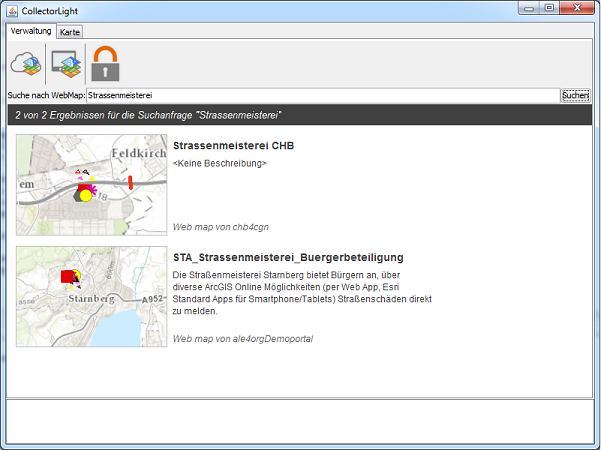 CollectorLight
Verwaltung Karte
Suche nach WebMap: Strassenmeisterei Suchen
2 von 2 Ergebnissen für die Suchanfrage "Strassenmeisterei"
Feldkirch
em
18
Strassenmeisterei CHB
<Keine Beschreibung>
Web map von chb4cgn
Starnberg
A952
STA_Strassenmeisterei_Buergerbeteiligung
Die Straßenmeisterei Starnberg bietet Bürgern an, über
diverse ArcGIS Online Möglichkeiten (per Web App, Esri
Standard Apps für Smartphone/Tablets) Straßenschäden direkt
zu melden.
Web map von ale4orgDemoportal